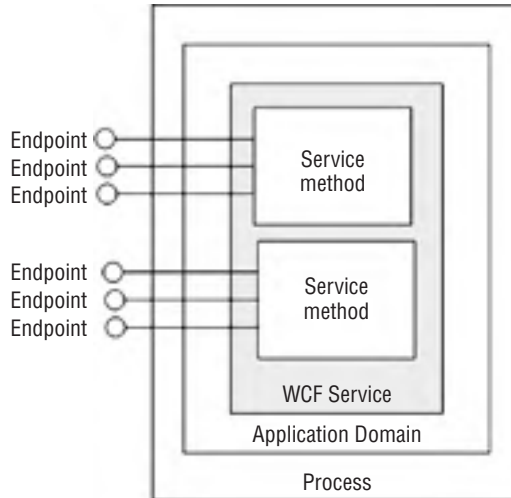 Endpoint
Endpoint
Endpoint
Service
method
Endpoint
Endpoint
Endpoint
Service
method
WCF Service
Application Domain
Process